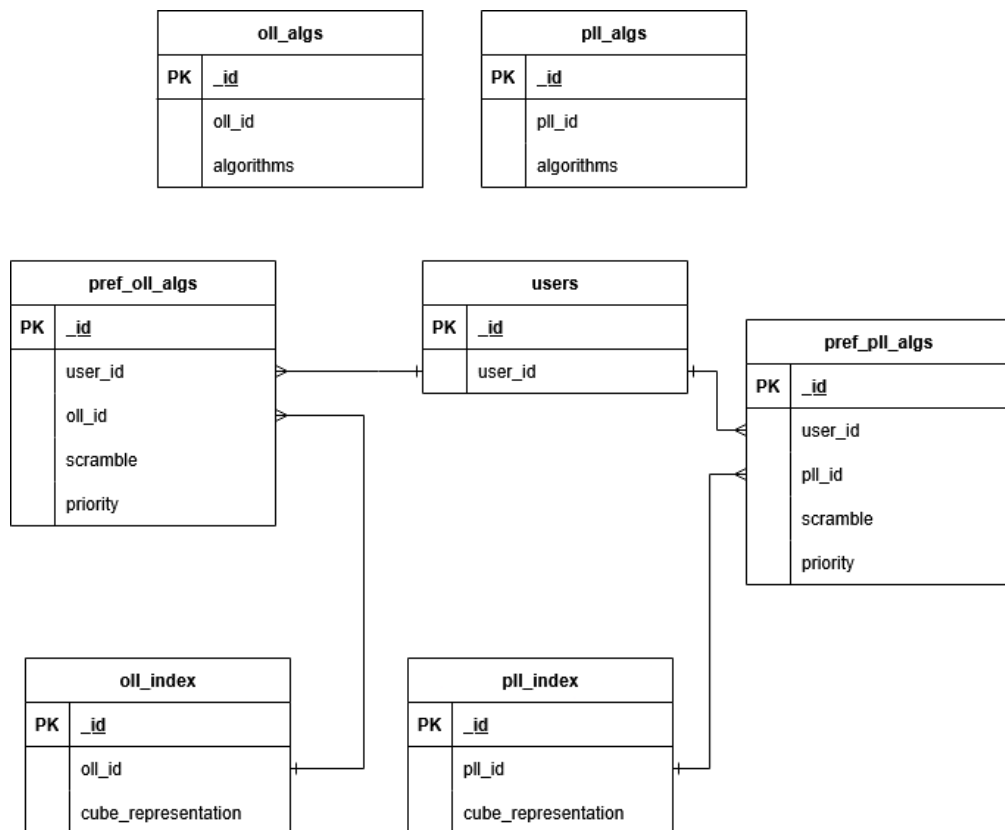 oll_algs
PK _id
oll_id
algorithms
pll_algs
PK _id
pll_id
algorithms
pref_oll_algs
PK _id
user_id
oll_id
scramble
priority
users
PK _id
user_id
pref_pll_algs
PK _id
user_id
pll_id
scramble
priority
oll_index
PK _id
oll_id
cube_representation
pll_index
PK _id
pll_id
cube_representation